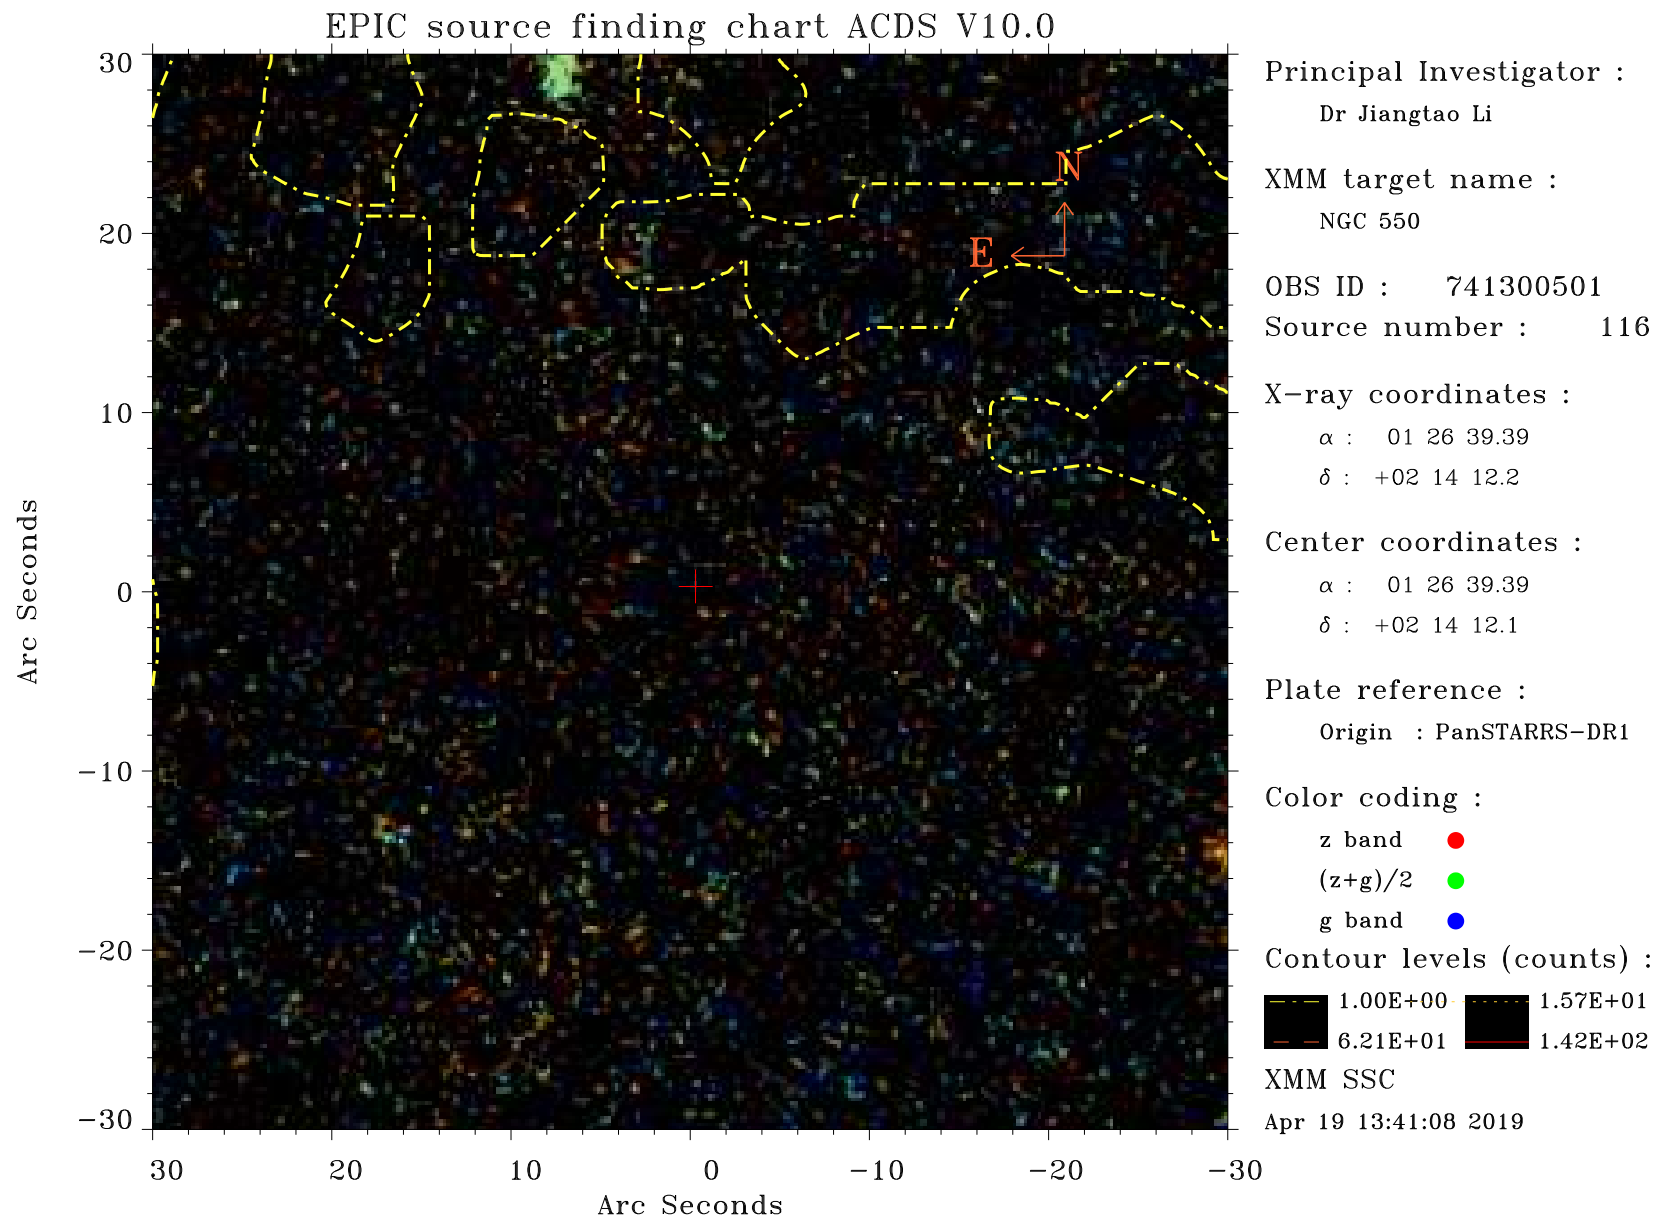 EPIC source finding chart ACDS V10.0
30
20
10
0
-10
-20
-30
Arc Seconds
30
20
10
0
-10
-20
-30
Arc Seconds
N
E
Principal Investigator :
Dr Jiangtao Li
XMM target name :
NGC 550
OBS ID : 741300501
Source number : 116
X-ray coordinates :
α : 01 26 39.39
δ : +02 14 12.2
Center coordinates :
α : 01 26 39.39
δ : +02 14 12.1
Plate reference :
Origin : PanSTARRS-DR1
Color coding :
z band
(z+g)/2
g band
Contour levels (counts) :
1.00E+00 1.57E+01
6.21E+01 1.42E+02
XMM SSC
Apr 19 13:41:08 2019